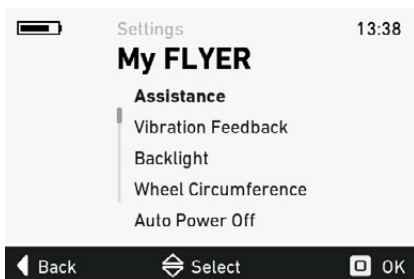 Settings
13:38
My FLYER
Assistance
Vibration Feedback
Backlight
Wheel Circumference
Auto Power Off
Back
Select
OK